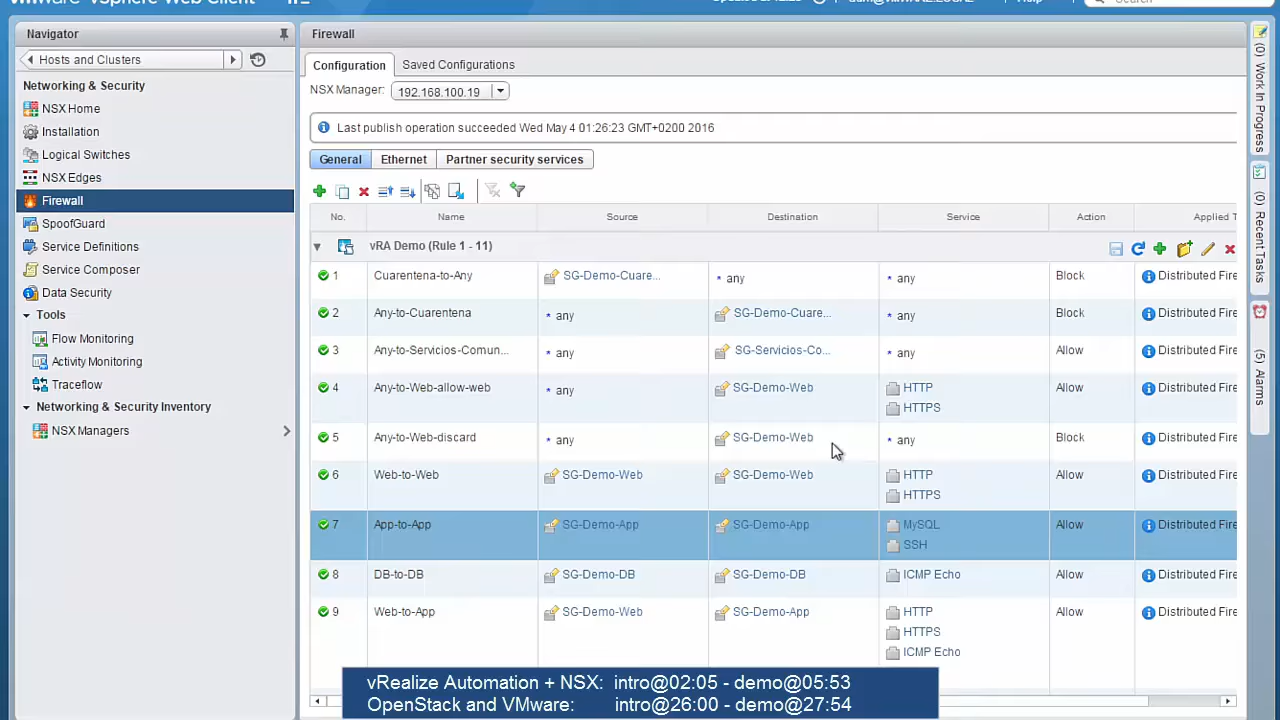 vmware vSphere Web Client
Navigator
Hosts and Clusters
Networking & Security
NSX Home
Installation
Logical Switches
NSX Edges
Firewall
SpoofGuard
Service Definitions
Service Composer
Data Security
Tools
Flow Monitoring
Activity Monitoring
Traceflow
Networking & Security Inventory
NSX Managers
Firewall
Configuration Saved Configurations
NSX Manager: 192.168.100.19
Last publish operation succeeded Wed May 4 01:26:23 GMT+0200 2016
General Ethernet Partner security services
No. Name Source Destination Service Action Applied T
vRA Demo (Rule 1 - 11)
1 Cuarentena-to-Any SG-Demo-Cuare... * any * any Block Distributed Fire
2 Any-to-Cuarentena * any SG-Demo-Cuare... * any Block Distributed Fire
3 Any-to-Servicios-Comun... * any SG-Servicios-Co... * any Allow Distributed Fire
4 Any-to-Web-allow-web * any SG-Demo-Web HTTP Allow Distributed Fire
HTTPS
5 Any-to-Web-discard * any SG-Demo-Web * any Block Distributed Fire
6 Web-to-Web SG-Demo-Web SG-Demo-Web HTTP Allow Distributed Fire
HTTPS
7 App-to-App SG-Demo-App SG-Demo-App MySQL Allow Distributed Fire
SSH
8 DB-to-DB SG-Demo-DB SG-Demo-DB ICMP Echo Allow Distributed Fire
9 Web-to-App SG-Demo-Web SG-Demo-App HTTP Allow Distributed Fire
HTTPS
ICMP Echo
(0) Work In Progress
(0) Recent Tasks
(5) Alarms
vRealize Automation + NSX: intro@02:05 - demo@05:53
OpenStack and VMware: intro@26:00 - demo@27:54